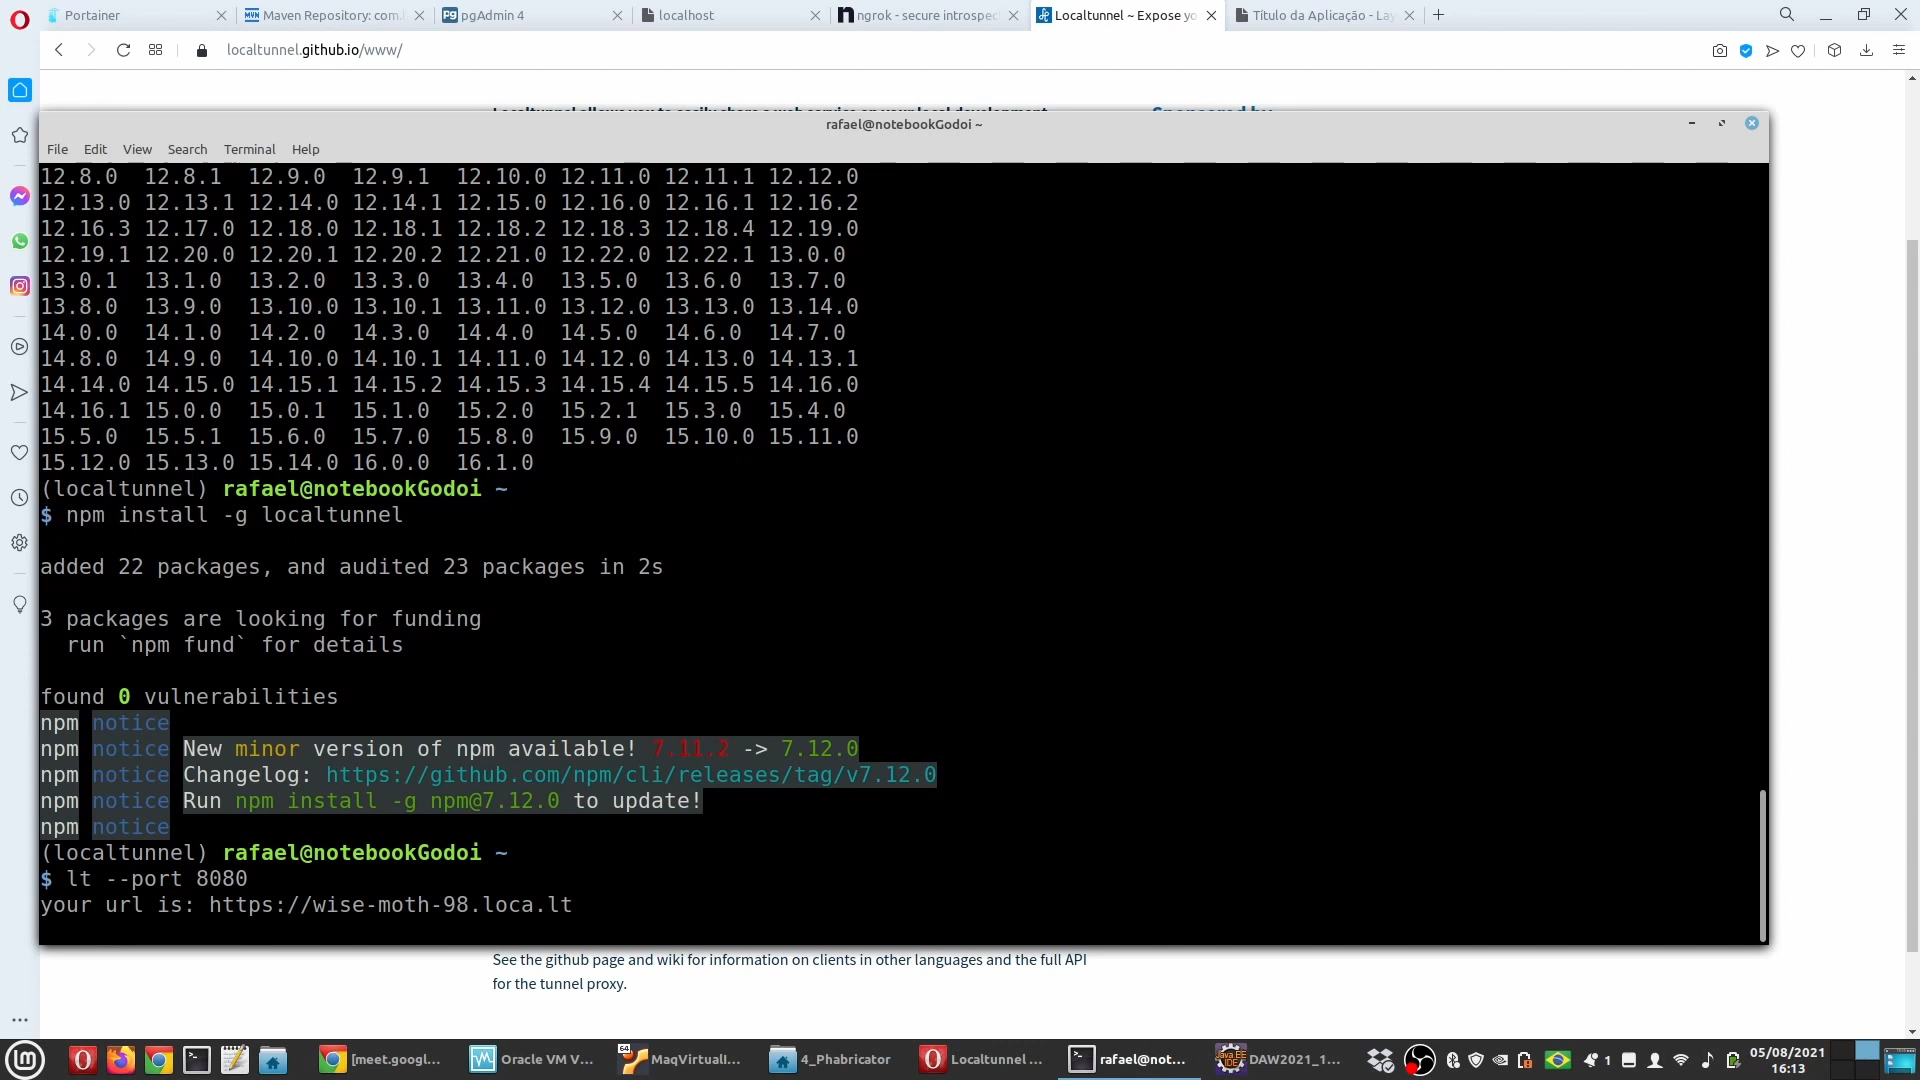 Portainer
Maven Repository: com.
pgAdmin 4
localhost
ngrok - secure introspec
Localtunnel ~ Expose yo
Título da Aplicação - Lay
localtunnel.github.io/www/
rafael@notebookGodoi ~
File Edit View Search Terminal Help
12.8.0 12.8.1 12.9.0 12.9.1 12.10.0 12.11.0 12.11.1 12.12.0
12.13.0 12.13.1 12.14.0 12.14.1 12.15.0 12.16.0 12.16.1 12.16.2
12.16.3 12.17.0 12.18.0 12.18.1 12.18.2 12.18.3 12.18.4 12.19.0
12.19.1 12.20.0 12.20.1 12.20.2 12.21.0 12.22.0 12.22.1 13.0.0
13.0.1 13.1.0 13.2.0 13.3.0 13.4.0 13.5.0 13.6.0 13.7.0
13.8.0 13.9.0 13.10.0 13.10.1 13.11.0 13.12.0 13.13.0 13.14.0
14.0.0 14.1.0 14.2.0 14.3.0 14.4.0 14.5.0 14.6.0 14.7.0
14.8.0 14.9.0 14.10.0 14.10.1 14.11.0 14.12.0 14.13.0 14.13.1
14.14.0 14.15.0 14.15.1 14.15.2 14.15.3 14.15.4 14.15.5 14.16.0
14.16.1 15.0.0 15.0.1 15.1.0 15.2.0 15.2.1 15.3.0 15.4.0
15.5.0 15.5.1 15.6.0 15.7.0 15.8.0 15.9.0 15.10.0 15.11.0
15.12.0 15.13.0 15.14.0 16.0.0 16.1.0
(localtunnel) rafael@notebookGodoi ~
$ npm install -g localtunnel
added 22 packages, and audited 23 packages in 2s
3 packages are looking for funding
run `npm fund` for details
found 0 vulnerabilities
npm notice
npm notice New minor version of npm available! 7.11.2 -> 7.12.0
npm notice Changelog: https://github.com/npm/cli/releases/tag/v7.12.0
npm notice Run npm install -g npm@7.12.0 to update!
npm notice
(localtunnel) rafael@notebookGodoi ~
$ lt --port 8080
your url is: https://wise-moth-98.loca.lt
See the github page and wiki for information on clients in other languages and the full API
for the tunnel proxy.
[meet.googl...
Oracle VM V...
MaqVirtualI...
4_Phabricator
Localtunnel ...
rafael@not...
DAW2021_1...
1
05/08/2021
16:13